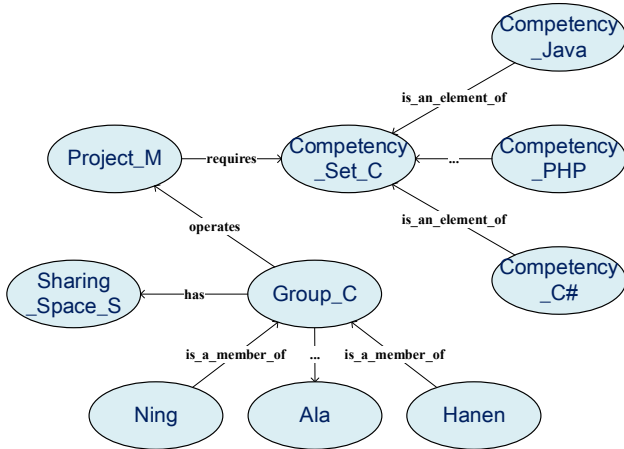 Competency
_Java
is_an_element_of
Project_M
requires
Competency
_Set_C
...
Competency
_PHP
is_an_element_of
operates
Competency
_C#
Sharing
_Space_S
has
Group_C
is_a_member_of
...
is_a_member_of
Ning
Ala
Hanen